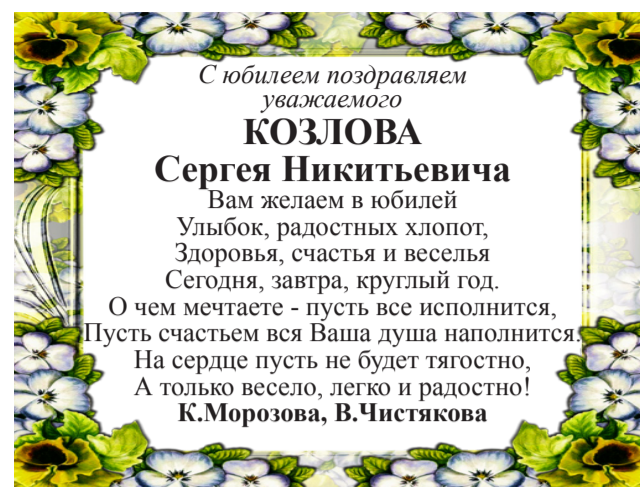 С юбилеем поздравляем
уважаемого
КОЗЛОВА
Сергея Никитьевича
Вам желаем в юбилей
Улыбок, радостных хлопот,
Здоровья, счастья и веселья
Сегодня, завтра, круглый год.
О чем мечтаете - пусть все исполнится,
Пусть счастьем вся Ваша душа наполнится.
На сердце пусть не будет тягостно,
А только весело, легко и радостно!
К.Морозова, В.Чистякова